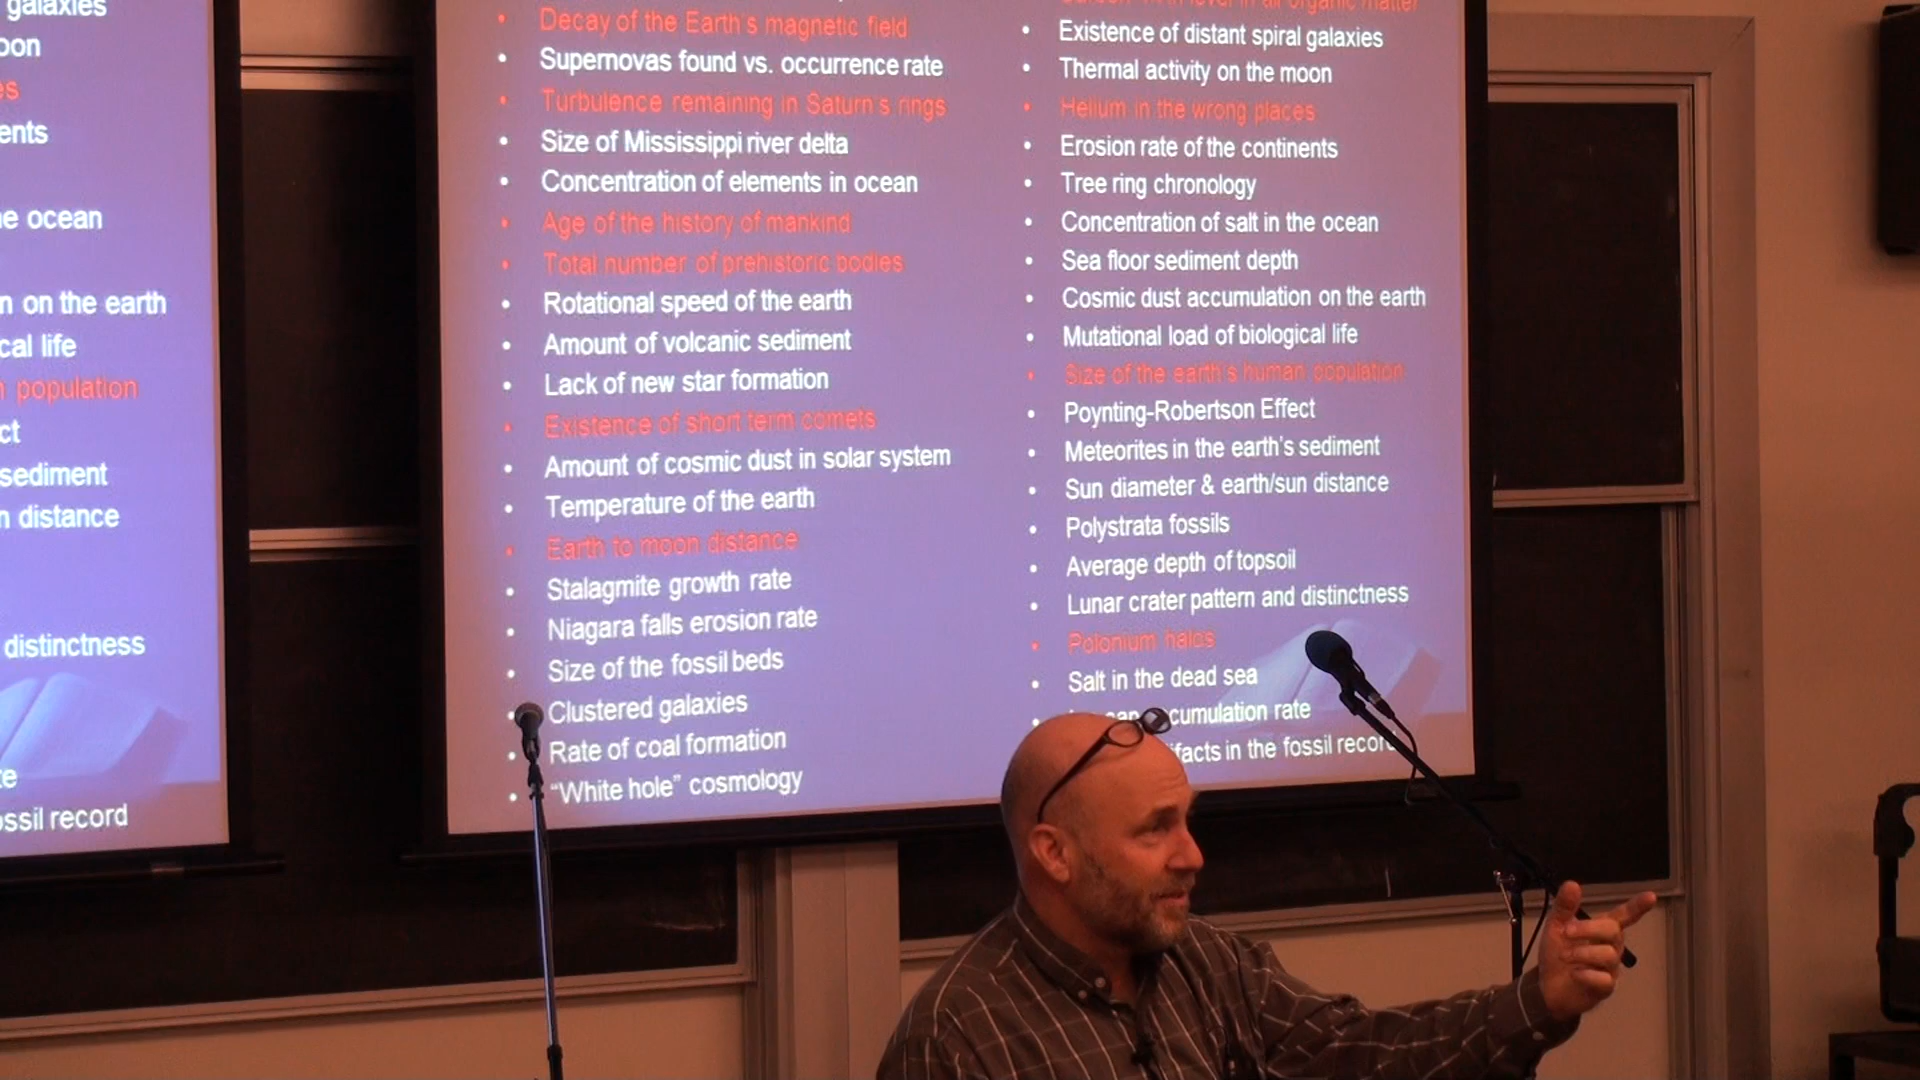 galaxies
oon
es
ents
e ocean
n on the earth
cal life
n population
ct
sediment
n distance
distinctness
te
ossil record
• Decay of the Earth's magnetic field
• Supernovas found vs. occurrence rate
• Turbulence remaining in Saturn's rings
• Size of Mississippi river delta
• Concentration of elements in ocean
• Age of the history of mankind
• Total number of prehistoric bodies
• Rotational speed of the earth
• Amount of volcanic sediment
• Lack of new star formation
• Existence of short term comets
• Amount of cosmic dust in solar system
• Temperature of the earth
• Earth to moon distance
• Stalagmite growth rate
• Niagara falls erosion rate
• Size of the fossil beds
• Clustered galaxies
• Rate of coal formation
• “White hole” cosmology
level in all organic matter
• Existence of distant spiral galaxies
• Thermal activity on the moon
• Helium in the wrong places
• Erosion rate of the continents
• Tree ring chronology
• Concentration of salt in the ocean
• Sea floor sediment depth
• Cosmic dust accumulation on the earth
• Mutational load of biological life
• Size of the earth's human population
• Poynting-Robertson Effect
• Meteorites in the earth's sediment
• Sun diameter & earth/sun distance
• Polystrata fossils
• Average depth of topsoil
• Lunar crater pattern and distinctness
• Polonium halos
• Salt in the dead sea
• cumulation rate
ifacts in the fossil record